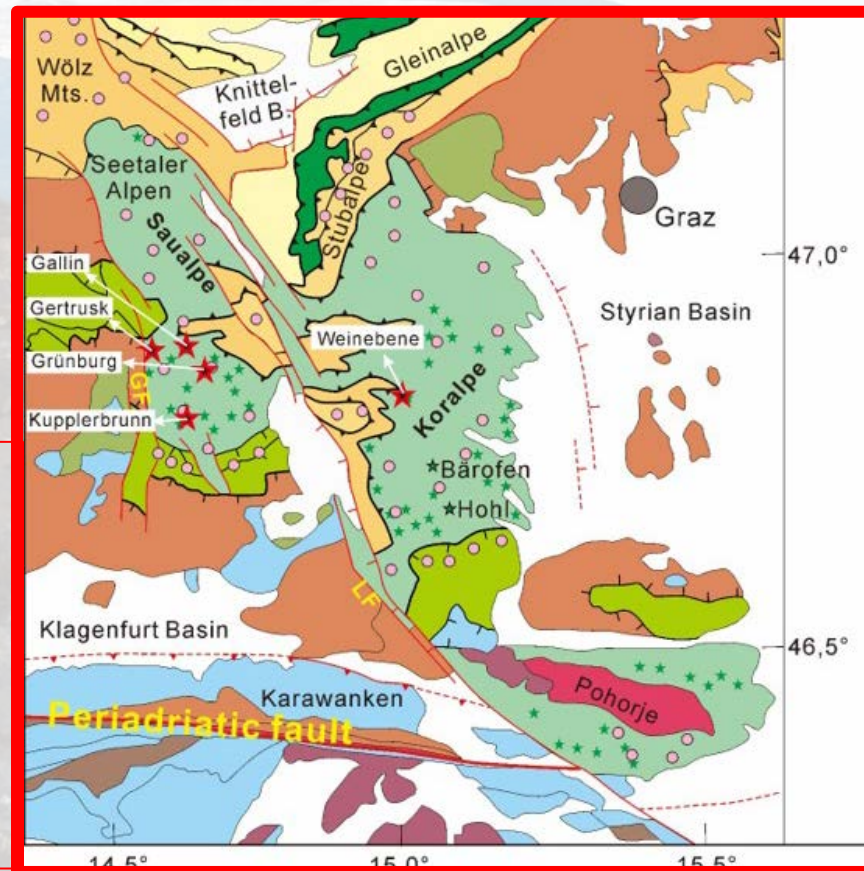 Wölz
Mts.
Knittel-
feld B.
Gleinalpe
Seetaler
Alpen
Stubalpe
Graz
Saualpe
47,0°
Gallin
Gertrusk
Styrian Basin
Weinebene
Grünburg
GF
Koralpe
Kupplerbrunn
Bärofen
Hohl
LF
Klagenfurt Basin
46,5°
Karawanken
Pohorje
Periadriatic fault
14,5°
15,0°
15,5°